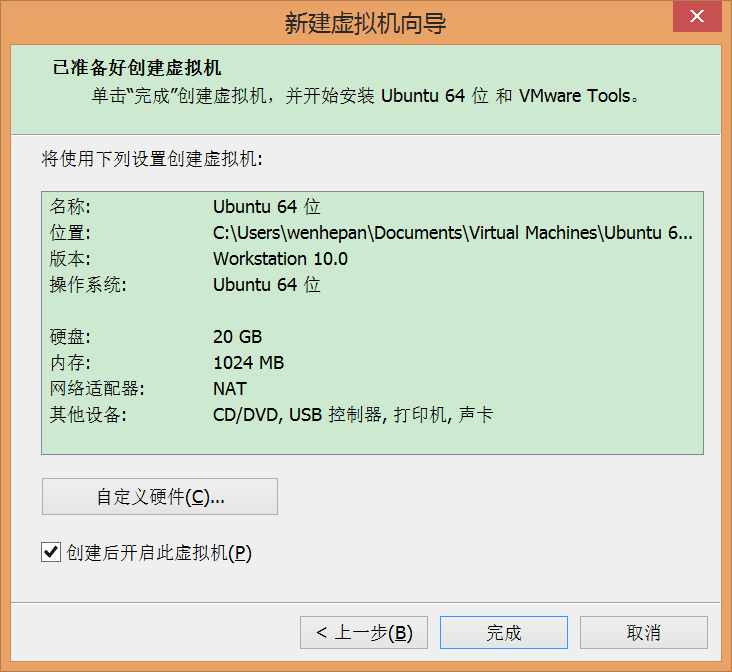 新建虚拟机向导
已准备好创建虚拟机
单击“完成”创建虚拟机，并开始安装 Ubuntu 64 位 和 VMware Tools。
将使用下列设置创建虚拟机:
名称: Ubuntu 64 位
位置: C:\Users\wenhepan\Documents\Virtual Machines\Ubuntu 6...
版本: Workstation 10.0
操作系统: Ubuntu 64 位
硬盘: 20 GB
内存: 1024 MB
网络适配器: NAT
其他设备: CD/DVD, USB 控制器, 打印机, 声卡
自定义硬件(C)...
创建后开启此虚拟机(P)
< 上一步(B) 完成 取消